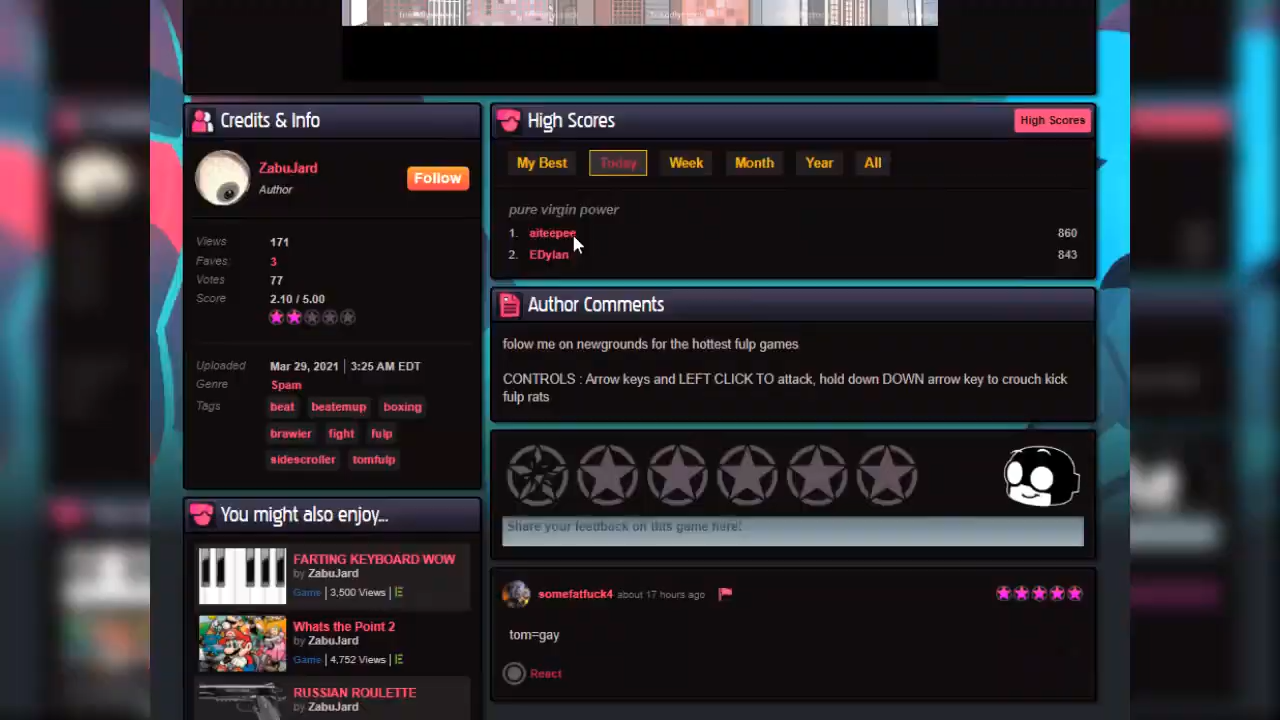 Credits & Info
ZabuJard
Author
Follow
Views 171
Faves: 3
Votes 77
Score 2.10 / 5.00
Uploaded Mar 29, 2021 | 3:25 AM EDT
Genre Spam
Tags beat beatemup boxing
brawler fight fulp
sidescroller tomfulp
You might also enjoy...
FARTING KEYBOARD WOW
by ZabuJard
Game | 3,500 Views | E
Whats the Point 2
by ZabuJard
Game | 4,752 Views | E
RUSSIAN ROULETTE
by ZabuJard
High Scores
High Scores
My Best Today Week Month Year All
pure virgin power
1. aiteepee 860
2. EDylan 843
Author Comments
folow me on newgrounds for the hottest fulp games
CONTROLS : Arrow keys and LEFT CLICK TO attack, hold down DOWN arrow key to crouch kick
fulp rats
Share your feedback on this game here!
somefatfuck4 about 17 hours ago
tom=gay
React